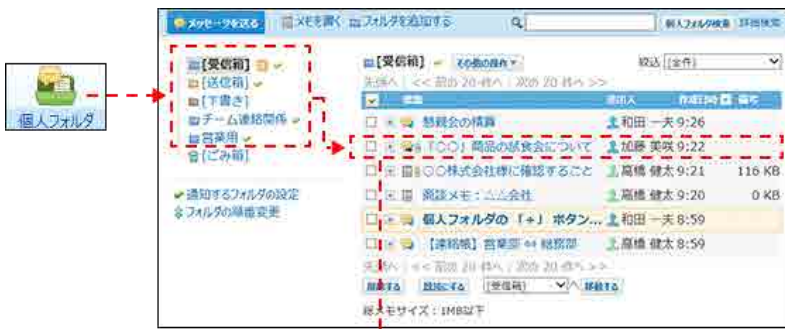 メッセージを送る メモを書く フォルダを追加する 個人フォルダ検索 詳細検索
個人フォルダ
[受信箱]
[送信箱]
[下書き]
チーム連絡関係
営業用
[ごみ箱]
通知するフォルダの設定
フォルダの順番変更
[受信箱] その他の操作 絞込 [全件]
先頭へ | << 前の 20 件へ | 次の 20 件へ >>
標題 差出人 作成日時 備考
懇親会の精算 和田 一夫 9:26
「〇〇」商品の試食会について 加藤 美咲 9:22
〇〇株式会社様に確認すること 高橋 健太 9:21 116 KB
商談メモ:△△会社 高橋 健太 9:20 0 KB
個人フォルダの「+」ボタン... 和田 一夫 8:59
【連絡帳】営業部 ⇔ 総務部 高橋 健太 8:59
先頭へ | << 前の 20 件へ | 次の 20 件へ >>
削除する 既読にする [受信箱] へ 移動する
総メモサイズ:1MB以下